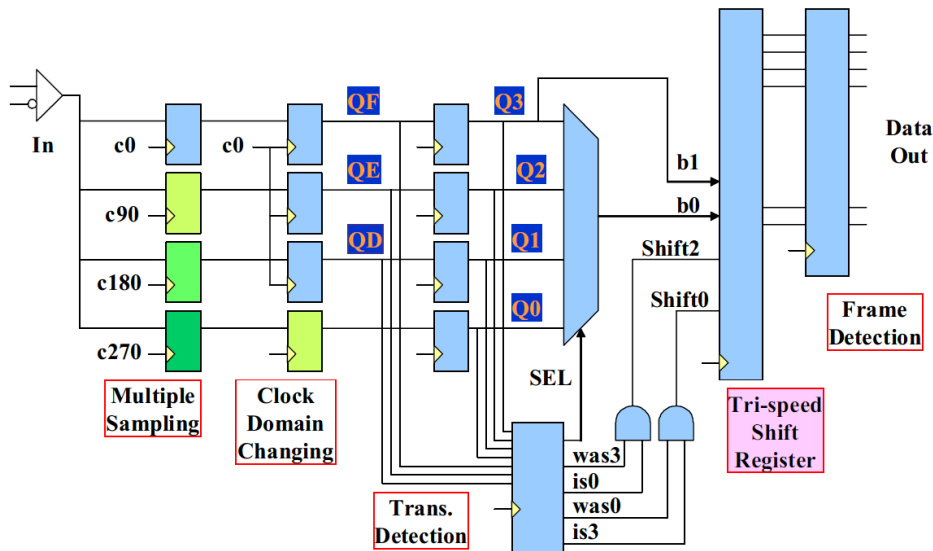 In
c0
c90
c180
c270
Multiple
Sampling
c0
Clock
Domain
Changing
QF
QE
QD
Trans.
Detection
Q3
Q2
Q1
Q0
SEL
was3
is0
was0
is3
b1
b0
Shift2
Shift0
Tri-speed
Shift
Register
Data
Out
Frame
Detection